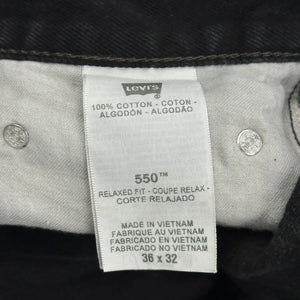 Levi's
®
100% COTTON - COTON -
ALGODÓN - ALGODÃO
550™
RELAXED FIT - COUPE RELAX -
CORTE RELAJADO
MADE IN VIETNAM
FABRIQUE AU VIETNAM
FABRICADO EN VIETNAM
FABRICADO NO VIETNAM
36 x 32